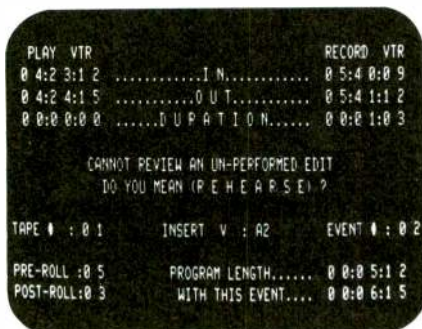 PLAY VTR RECORD VTR
0 4:2 3:1 2 ............I N............ 0 5:4 0:0 9
0 4:2 4:1 5 ...........O U T........... 0 5:4 1:1 2
0 0:0 0:0 0 ......D U R A T I O N...... 0 0:0 1:0 3
CANNOT REVIEW AN UN-PERFORMED EDIT
DO YOU MEAN (R E H E A R S E) ?
TAPE # : 0 1 INSERT V : A2 EVENT # : 0 2
PRE-ROLL :0 5 PROGRAM LENGTH...... 0 0:0 5:1 2
POST-ROLL:0 3 WITH THIS EVENT.... 0 0:0 6:1 5